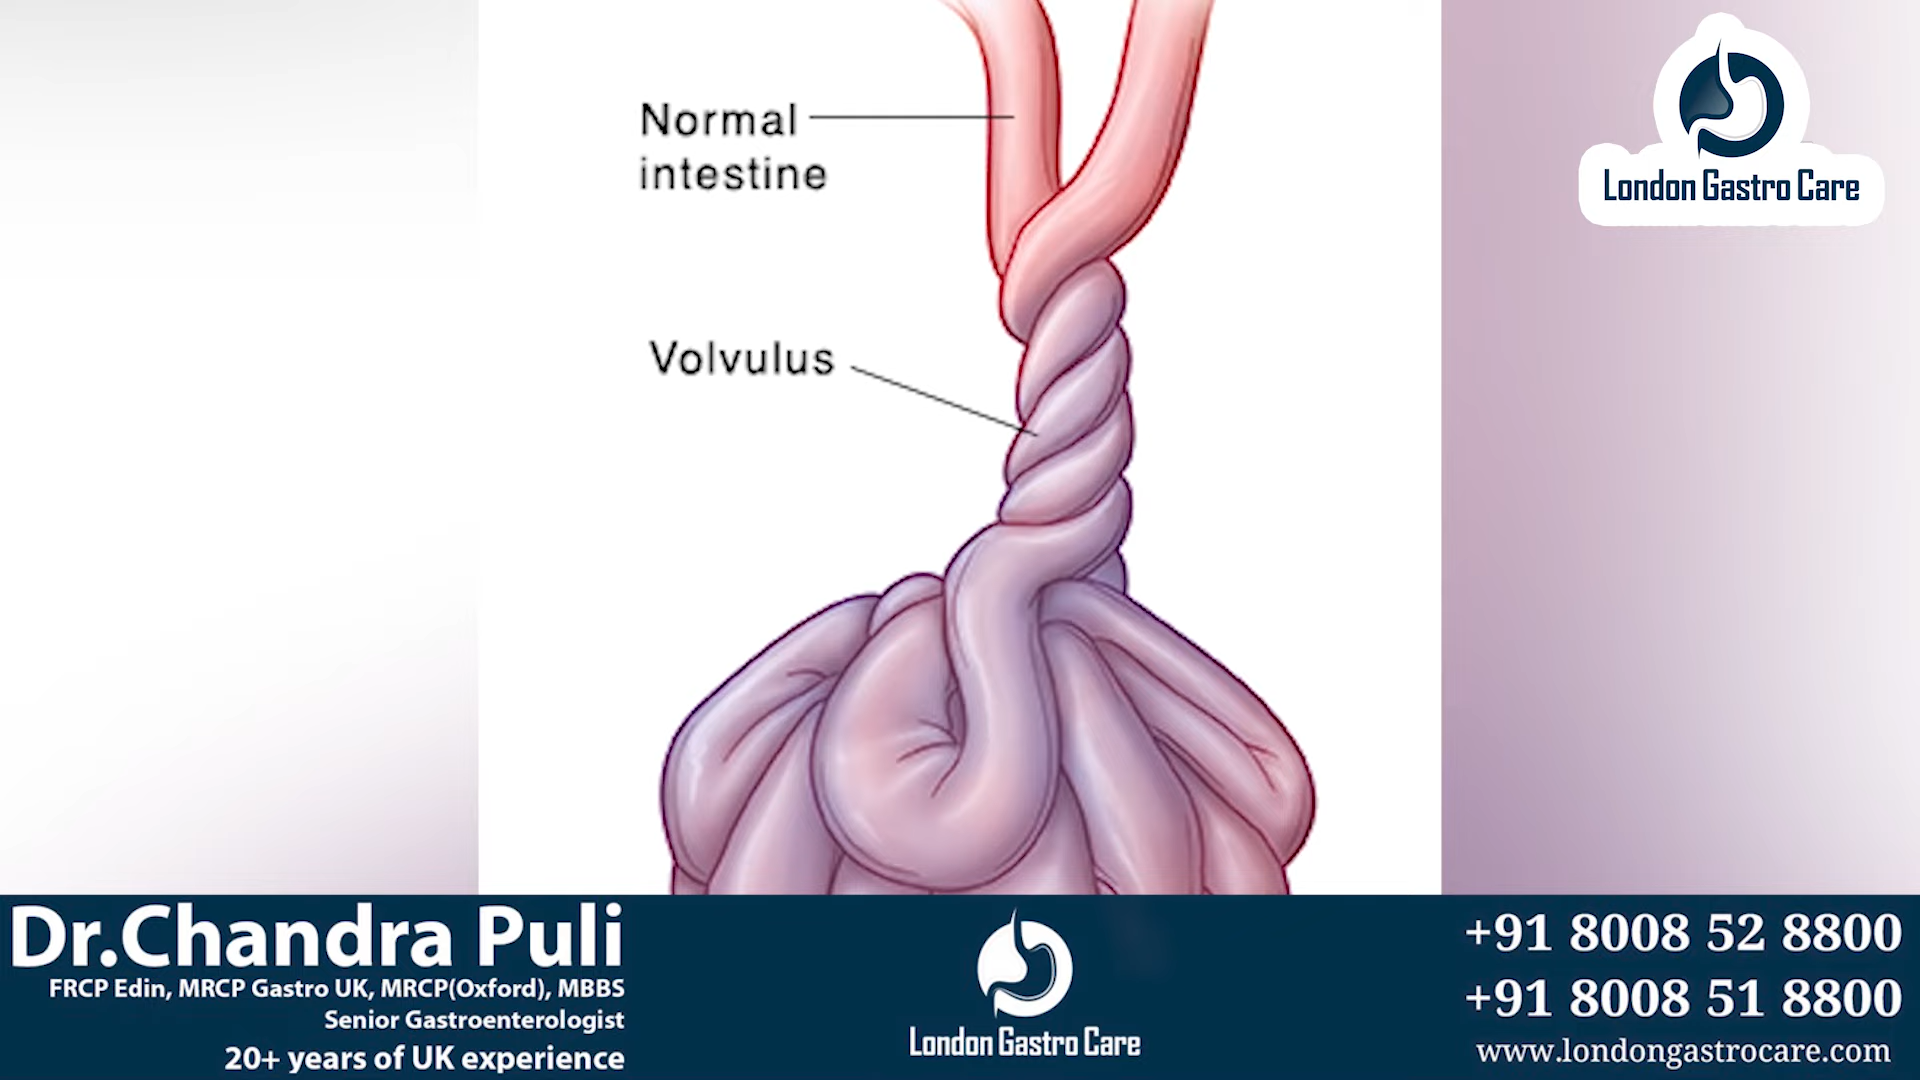 Normal
intestine
Volvulus
London Gastro Care
Dr.Chandra Puli
FRCP Edin, MRCP Gastro UK, MRCP(Oxford), MBBS
Senior Gastroenterologist
20+ years of UK experience
London Gastro Care
+91 8008 52 8800
+91 8008 51 8800
www.londongastrocare.com